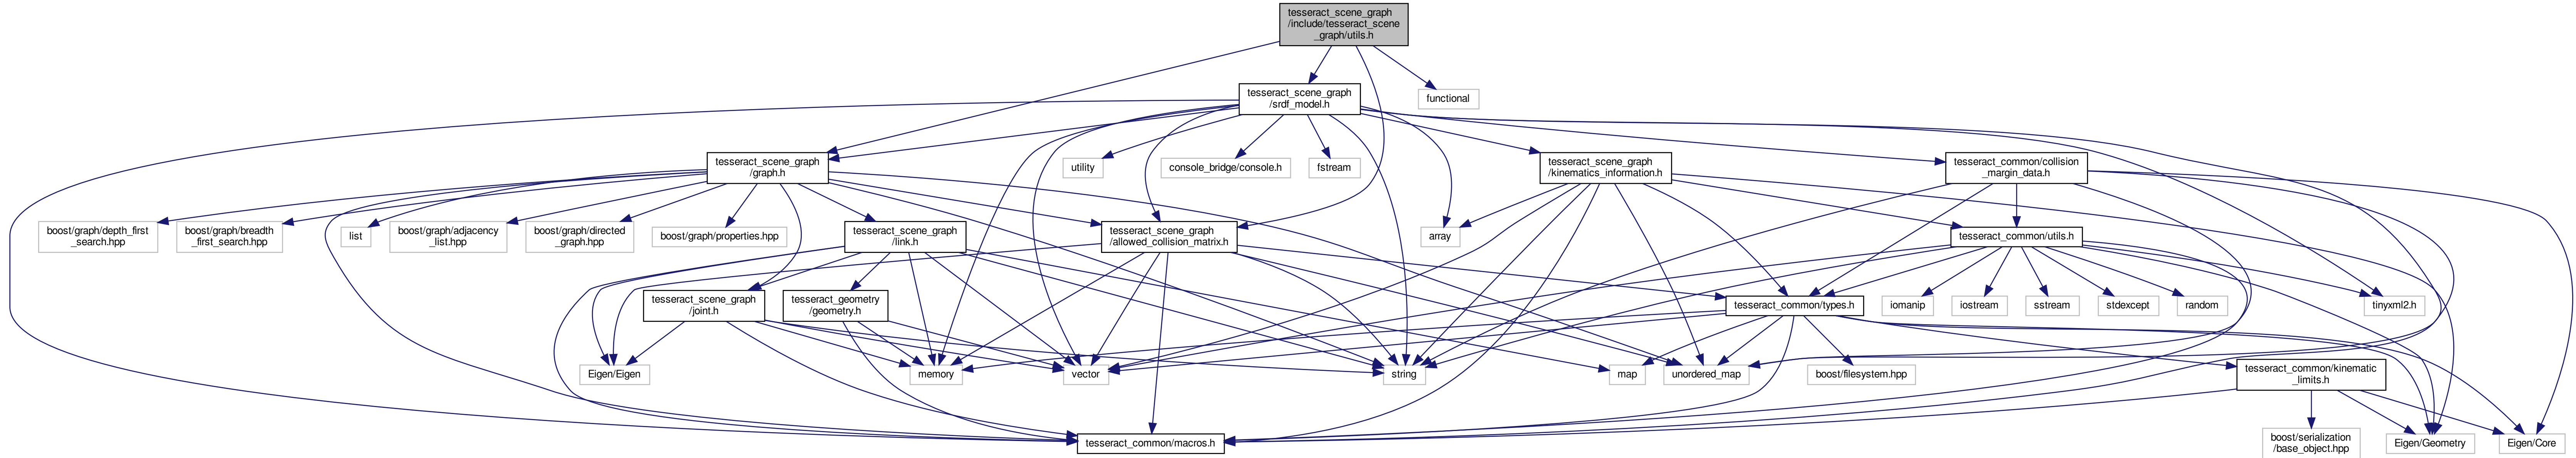 tesseract_scene_graph
/include/tesseract_scene
_graph/utils.h
tesseract_scene_graph
/srdf_model.h
functional
tesseract_scene_graph
/graph.h
utility
console_bridge/console.h
fstream
tesseract_scene_graph
/kinematics_information.h
tesseract_common/collision
_margin_data.h
boost/graph/depth_first
_search.hpp
boost/graph/breadth
_first_search.hpp
list
boost/graph/adjacency
_list.hpp
boost/graph/directed
_graph.hpp
boost/graph/properties.hpp
tesseract_scene_graph
/link.h
tesseract_scene_graph
/allowed_collision_matrix.h
array
tesseract_common/utils.h
tesseract_scene_graph
/joint.h
tesseract_geometry
/geometry.h
tesseract_common/types.h
iomanip
iostream
sstream
stdexcept
random
tinyxml2.h
Eigen/Eigen
memory
vector
string
map
unordered_map
boost/filesystem.hpp
tesseract_common/kinematic
_limits.h
tesseract_common/macros.h
boost/serialization
/base_object.hpp
Eigen/Geometry
Eigen/Core